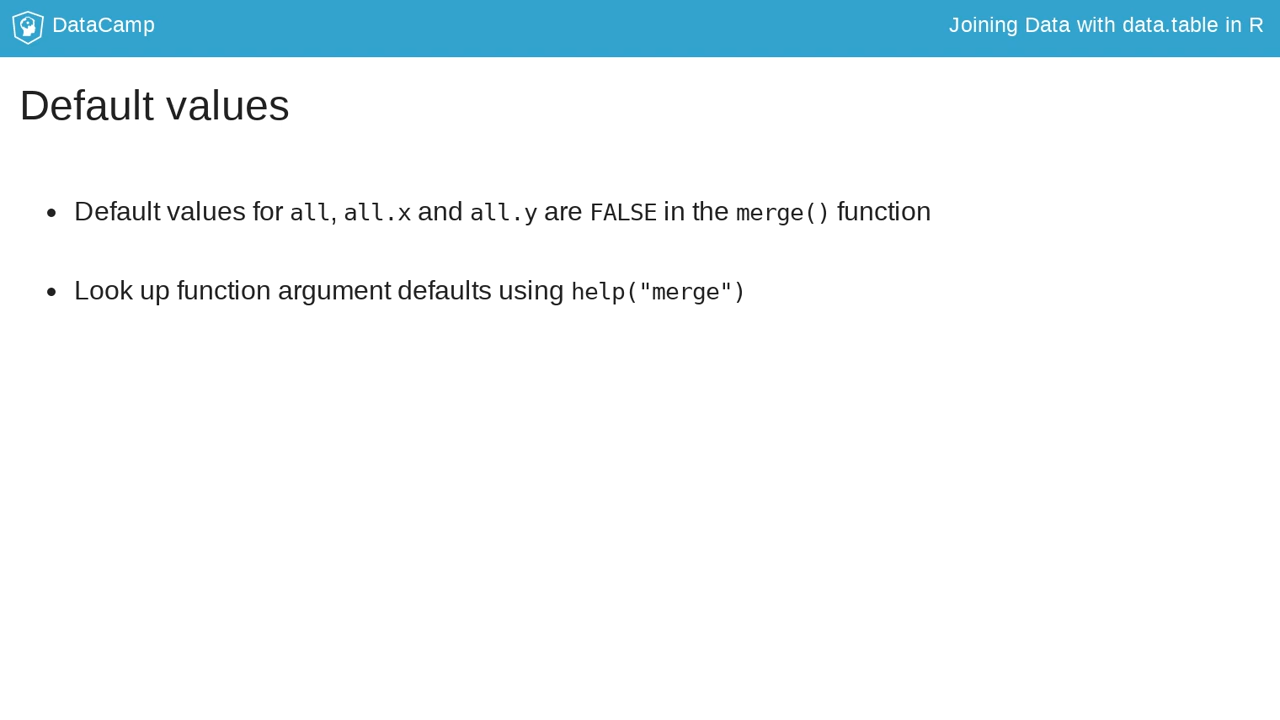 DataCamp
Joining Data with data.table in R
Default values
• Default values for all, all.x and all.y are FALSE in the merge() function
• Look up function argument defaults using help("merge")